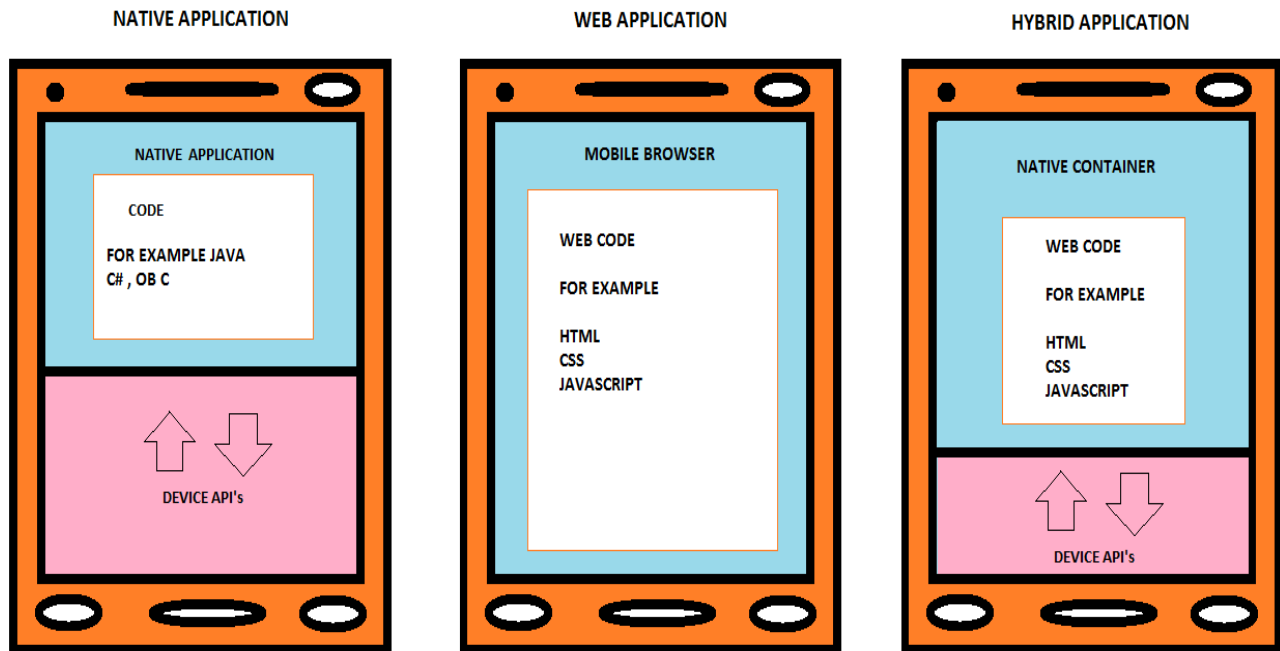 NATIVE APPLICATION
NATIVE APPLICATION
CODE
FOR EXAMPLE JAVA
C# , OB C
DEVICE API's
WEB APPLICATION
MOBILE BROWSER
WEB CODE
FOR EXAMPLE
HTML
CSS
JAVASCRIPT
HYBRID APPLICATION
NATIVE CONTAINER
WEB CODE
FOR EXAMPLE
HTML
CSS
JAVASCRIPT
DEVICE API's